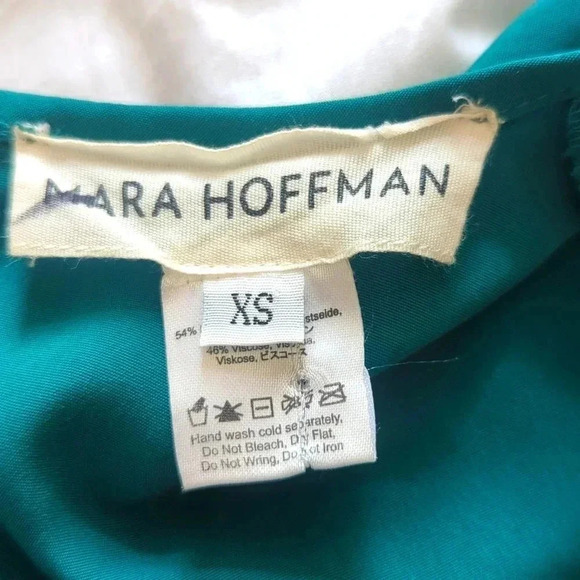 MARA HOFFMAN
XS
54%
46% Viscose,
Viskose, ビスコース
Hand wash cold separately,
Do Not Bleach, Dry Flat,
Do Not Wring, Do Not Iron